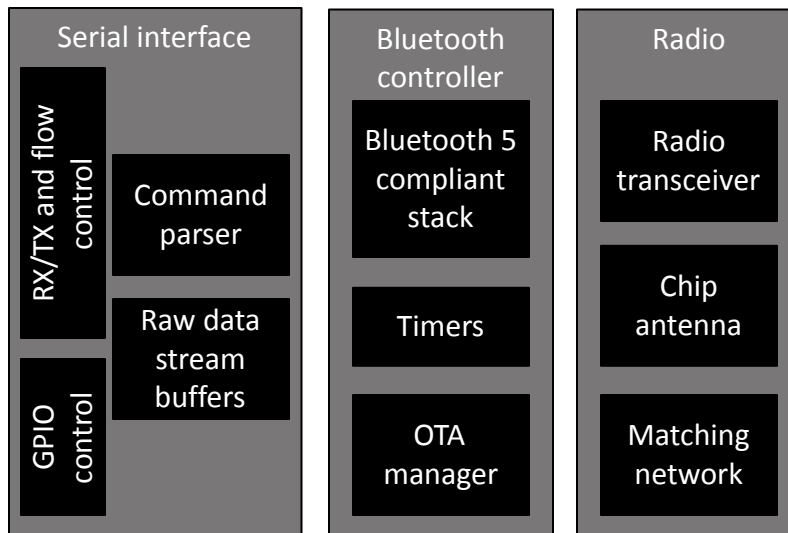 Serial interface
RX/TX and flow
control
Command
parser
Raw data
stream
buffers
GPIO
control
Bluetooth
controller
Bluetooth 5
compliant
stack
Timers
OTA
manager
Radio
Radio
transceiver
Chip
antenna
Matching
network